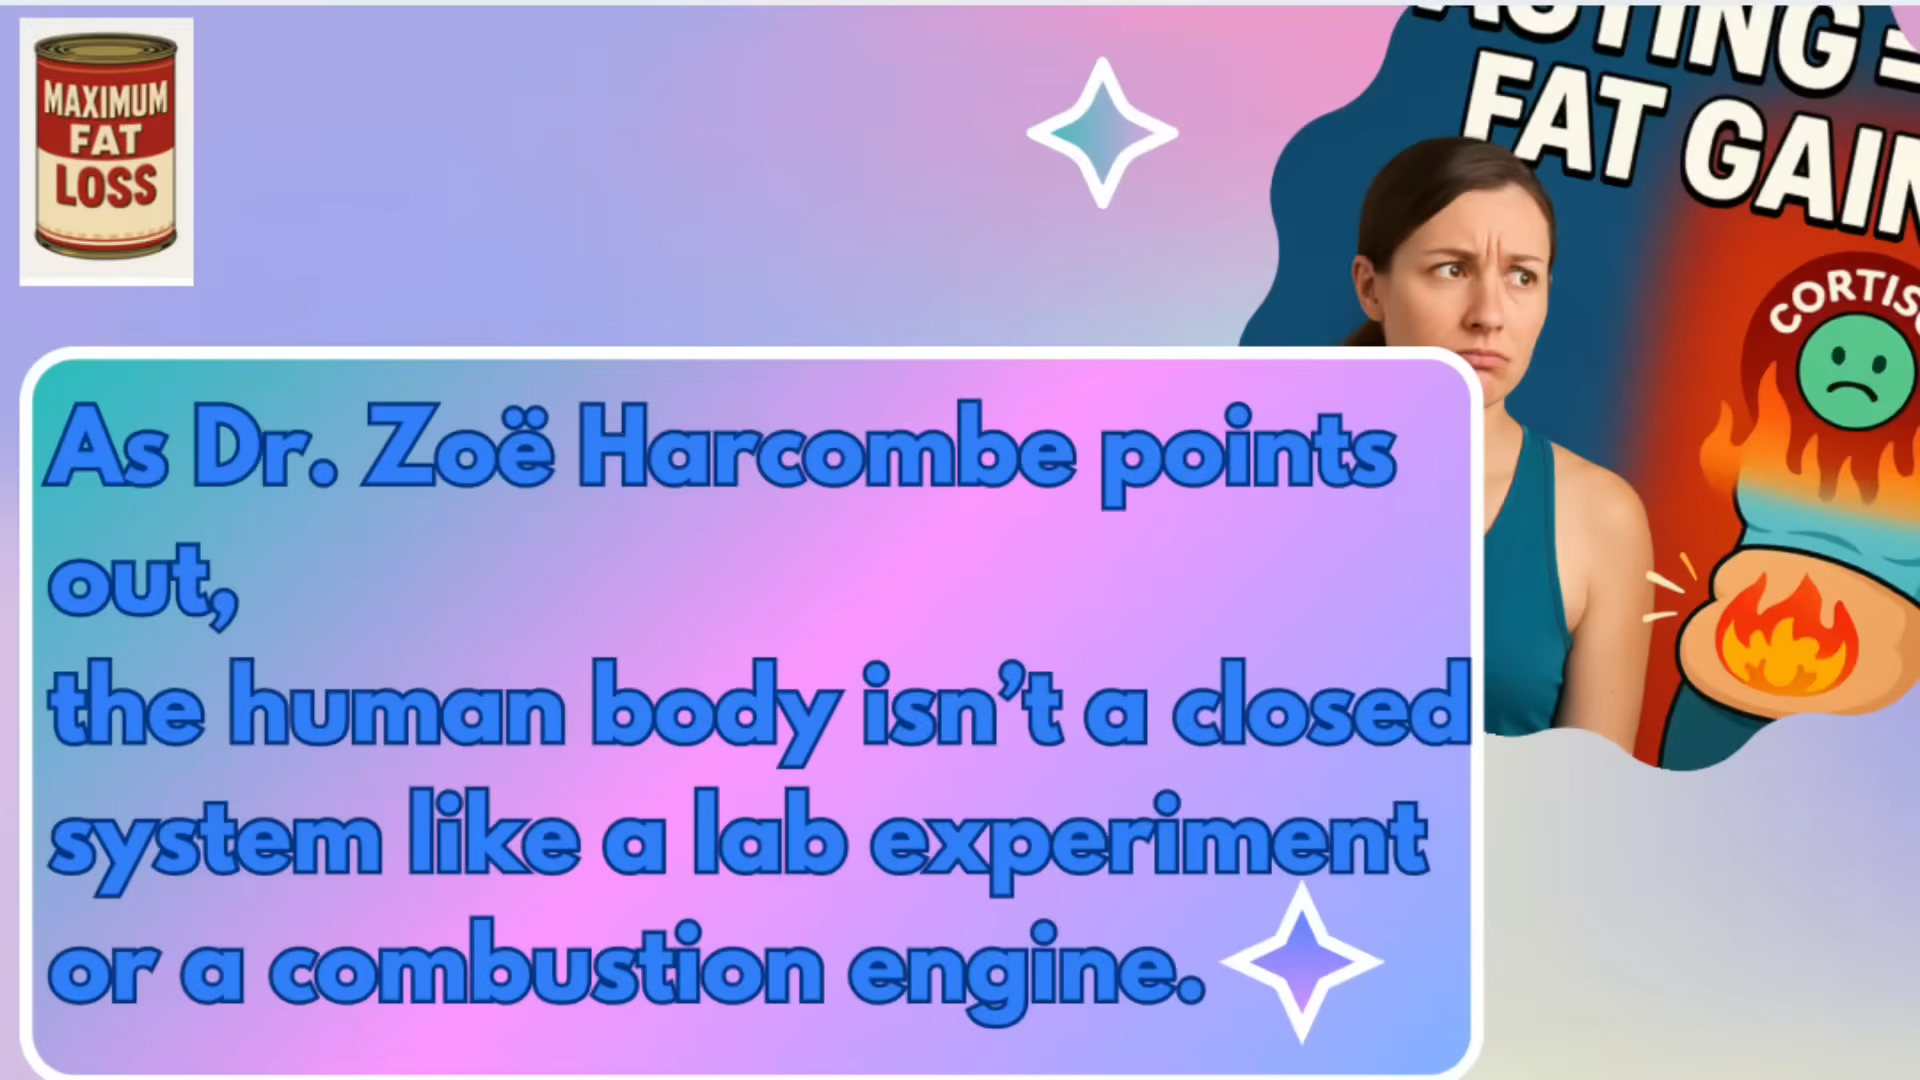 MAXIMUM
FAT
LOSS
FAT GAIN
As Dr. Zoë Harcombe points
out,
the human body isn't a closed
system like a lab experiment
or a combustion engine.